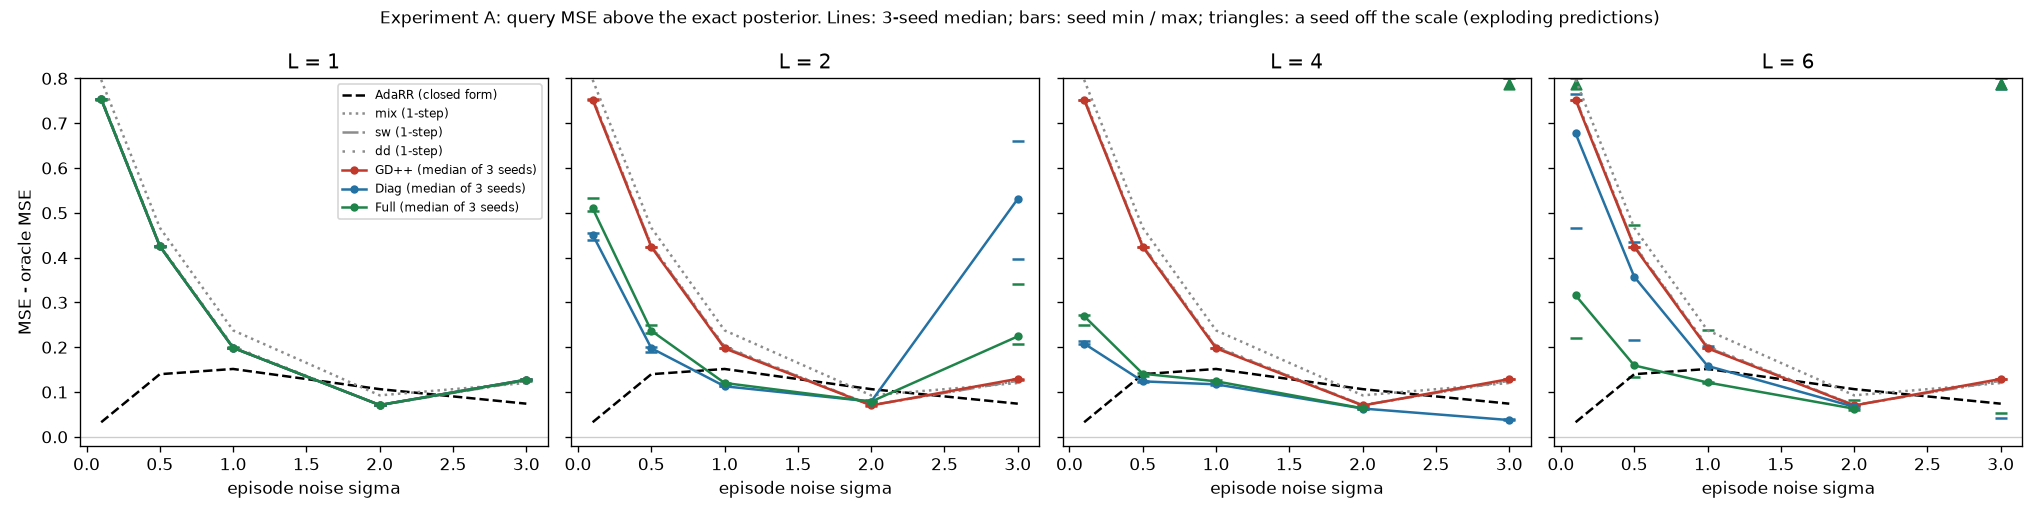 Experiment A: query MSE above the exact posterior. Lines: 3-seed median; bars: seed min / max; triangles: a seed off the scale (exploding predictions)
L = 1
L = 2
L = 4
L = 6
MSE - oracle MSE
0.8
0.7
0.6
0.5
0.4
0.3
0.2
0.1
0.0
AdaRR (closed form)
mix (1-step)
sw (1-step)
dd (1-step)
GD++ (median of 3 seeds)
Diag (median of 3 seeds)
Full (median of 3 seeds)
0.0 0.5 1.0 1.5 2.0 2.5 3.0
0.0 0.5 1.0 1.5 2.0 2.5 3.0
0.0 0.5 1.0 1.5 2.0 2.5 3.0
0.0 0.5 1.0 1.5 2.0 2.5 3.0
episode noise sigma
episode noise sigma
episode noise sigma
episode noise sigma